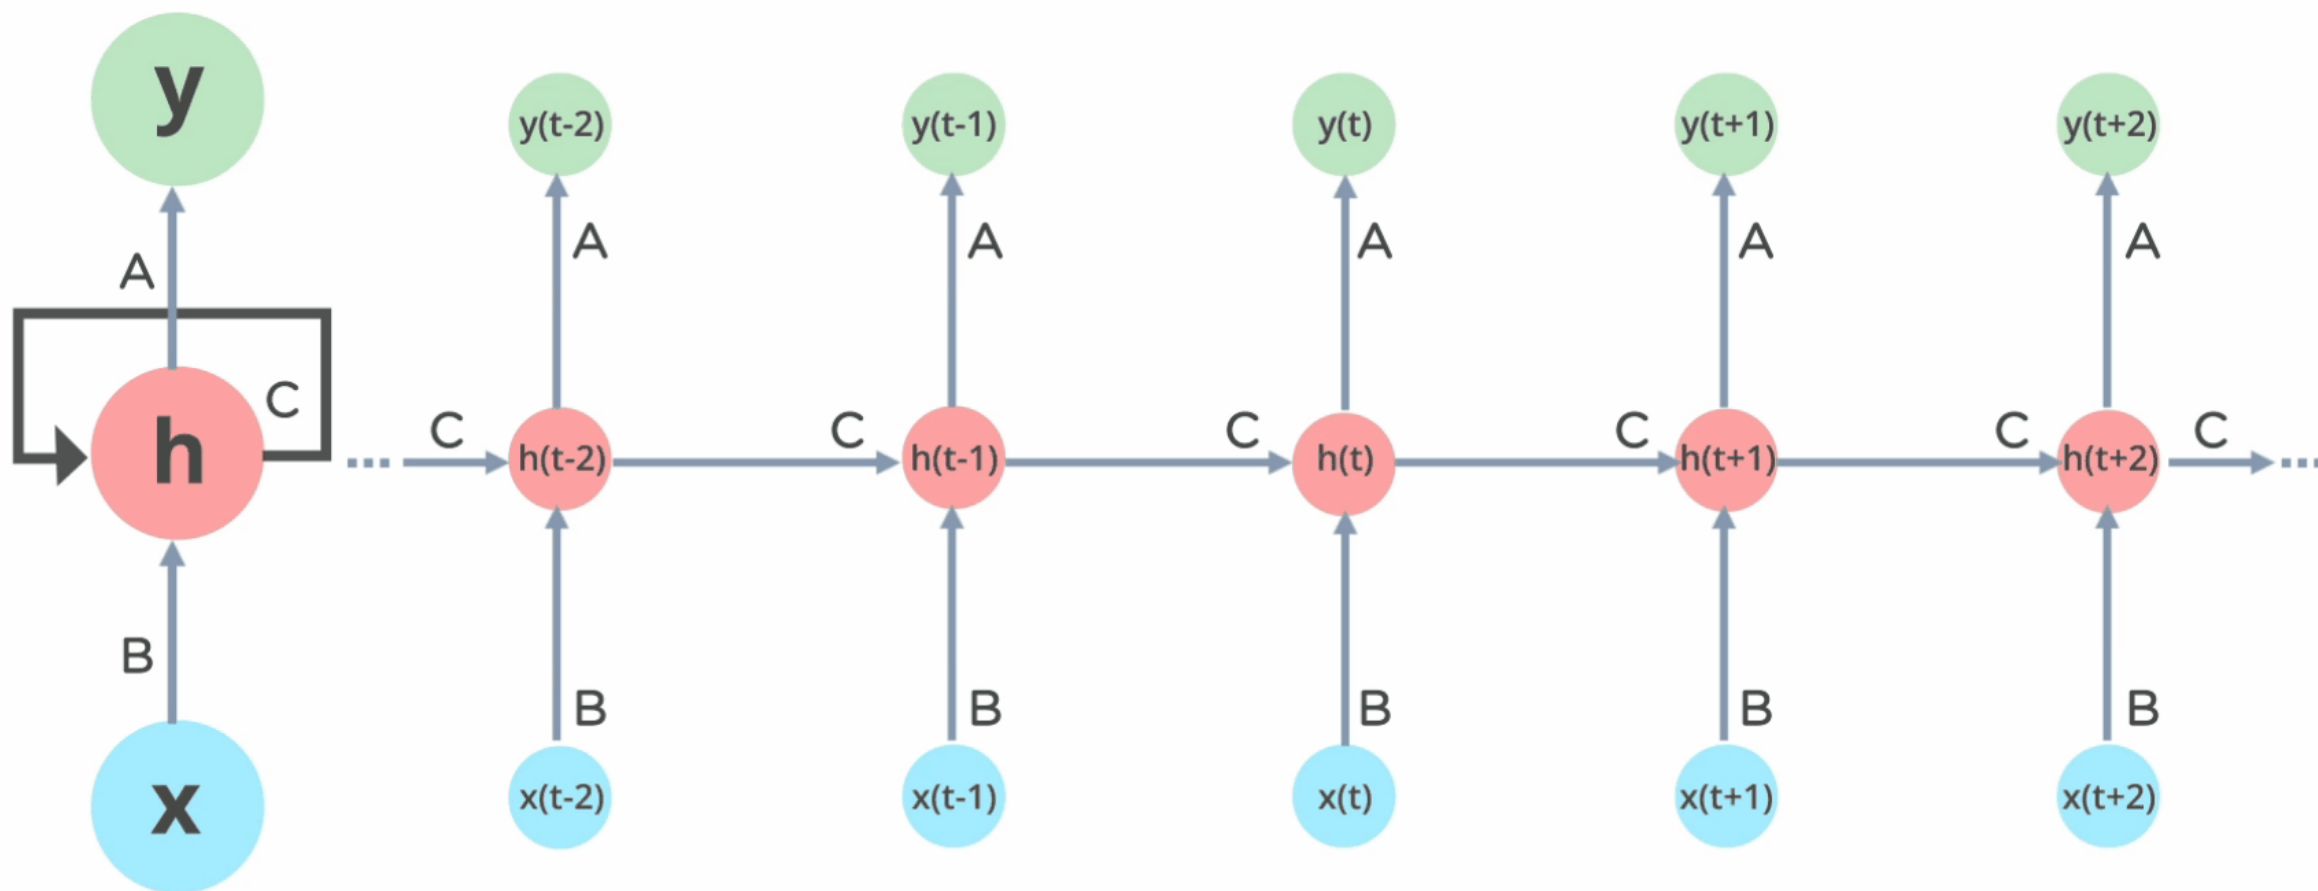 y
A
C
h
B
x
y(t-2) y(t-1) y(t) y(t+1) y(t+2)
A A A A A
C C C C C C
h(t-2) h(t-1) h(t) h(t+1) h(t+2)
B B B B B
x(t-2) x(t-1) x(t) x(t+1) x(t+2)